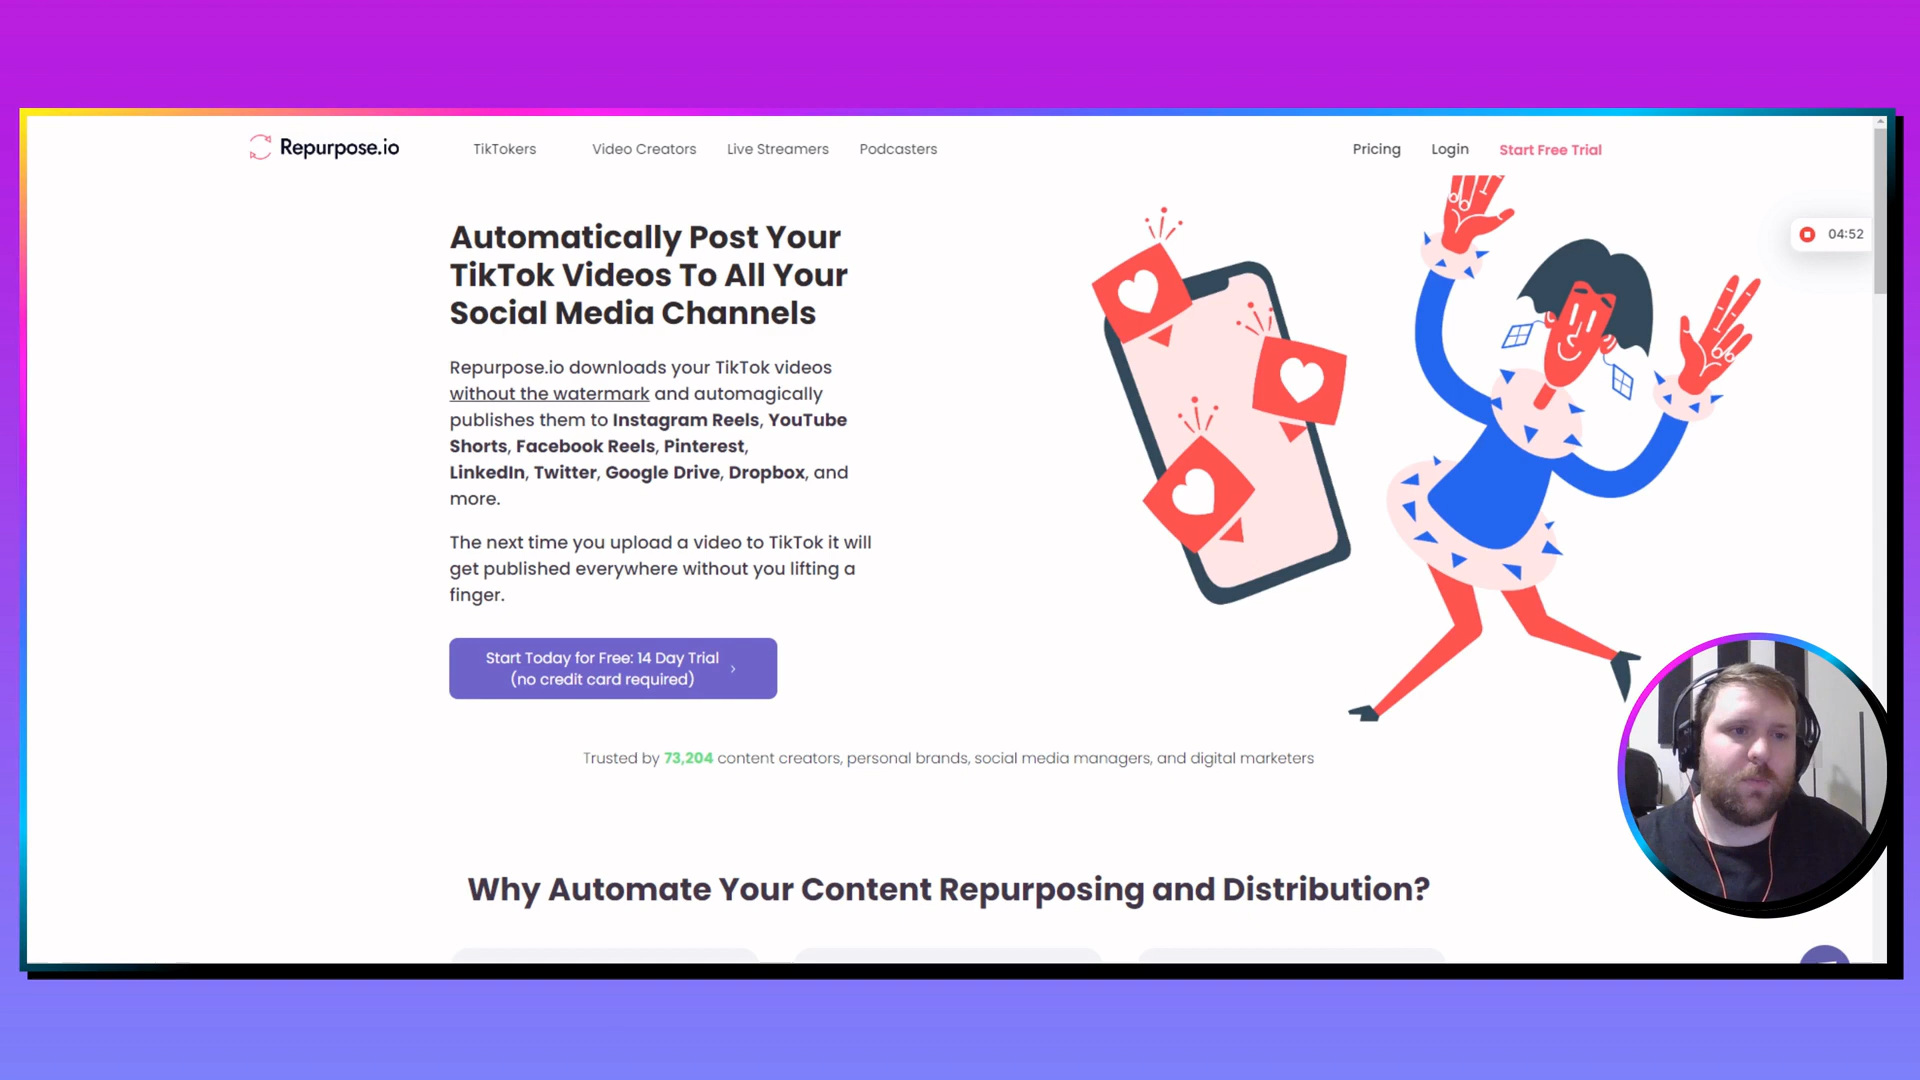 Repurpose.io
TikTokers
Video Creators
Live Streamers
Podcasters
Pricing
Login
Start Free Trial
Automatically Post Your
TikTok Videos To All Your
Social Media Channels
04:52
Repurpose.io downloads your TikTok videos
without the watermark and automagically
publishes them to Instagram Reels, YouTube
Shorts, Facebook Reels, Pinterest,
LinkedIn, Twitter, Google Drive, Dropbox, and
more.
The next time you upload a video to TikTok it will
get published everywhere without you lifting a
finger.
Start Today for Free: 14 Day Trial
(no credit card required)
Trusted by 73,204 content creators, personal brands, social media managers, and digital marketers
Why Automate Your Content Repurposing and Distribution?